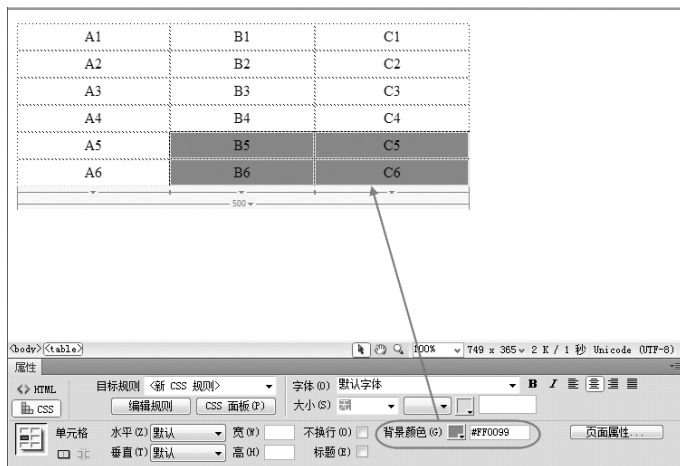 A1 B1 C1
A2 B2 C2
A3 B3 C3
A4 B4 C4
A5 B5 C5
A6 B6 C6
500
<body><table> 100% 749 x 365 2 K / 1 秒 Unicode (UTF-8)
属性
<> HTML 目标规则 <新 CSS 规则> 字体(O) 默认字体 B I
CSS 编辑规则 CSS 面板(P) 大小(S)
单元格 水平(Z) 默认 宽(W) 不换行(O) 背景颜色(G) #FF0099 页面属性...
垂直(T) 默认 高(H) 标题(E)